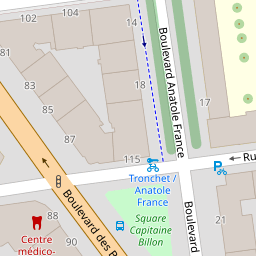 102
104
14
81
83
18
85
17
87
Boulevard Anatole France
115
Ru
Tronchet /
Anatole
France
Boulevard des P
88
90
Square
Capitaine
Billon
Boulevard
21
Centre
médico-